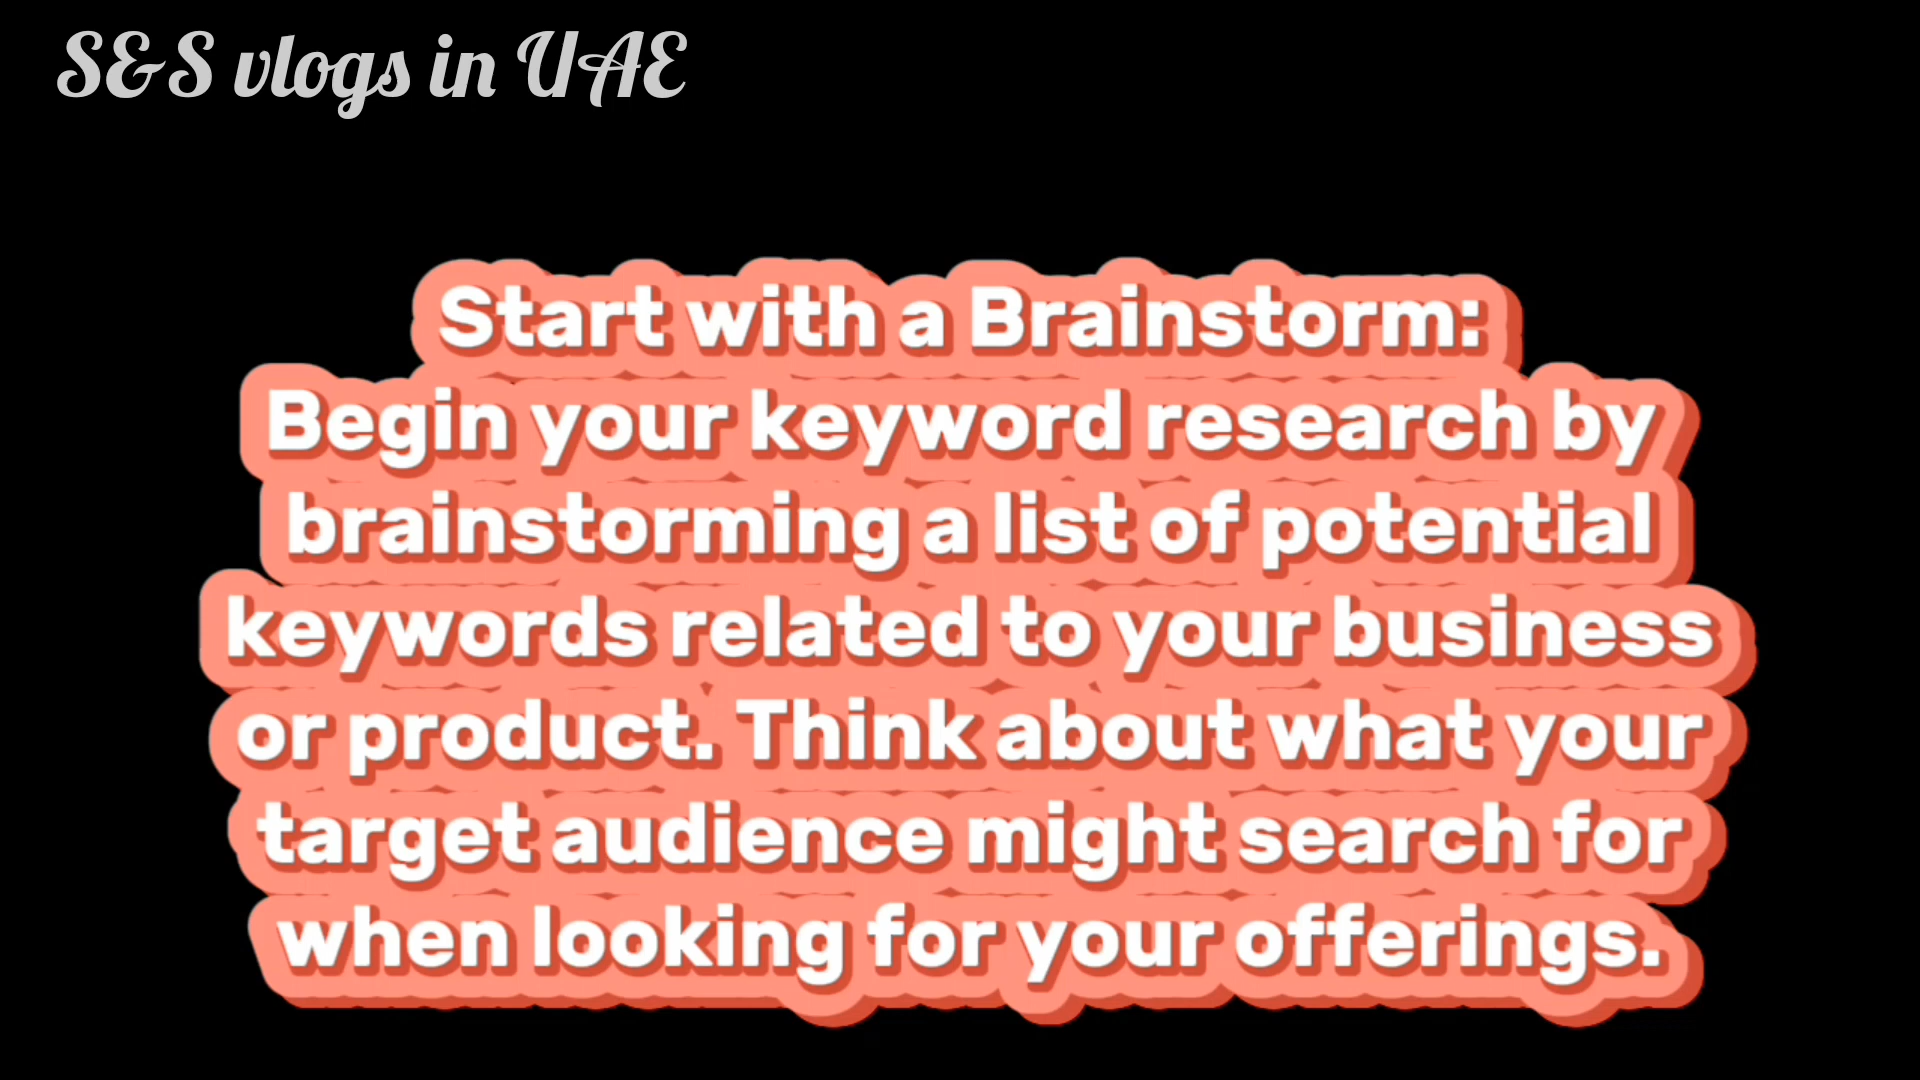 S&S vlogs in UAE
Start with a Brainstorm:
Begin your keyword research by
brainstorming a list of potential
keywords related to your business
or product. Think about what your
target audience might search for
when looking for your offerings.